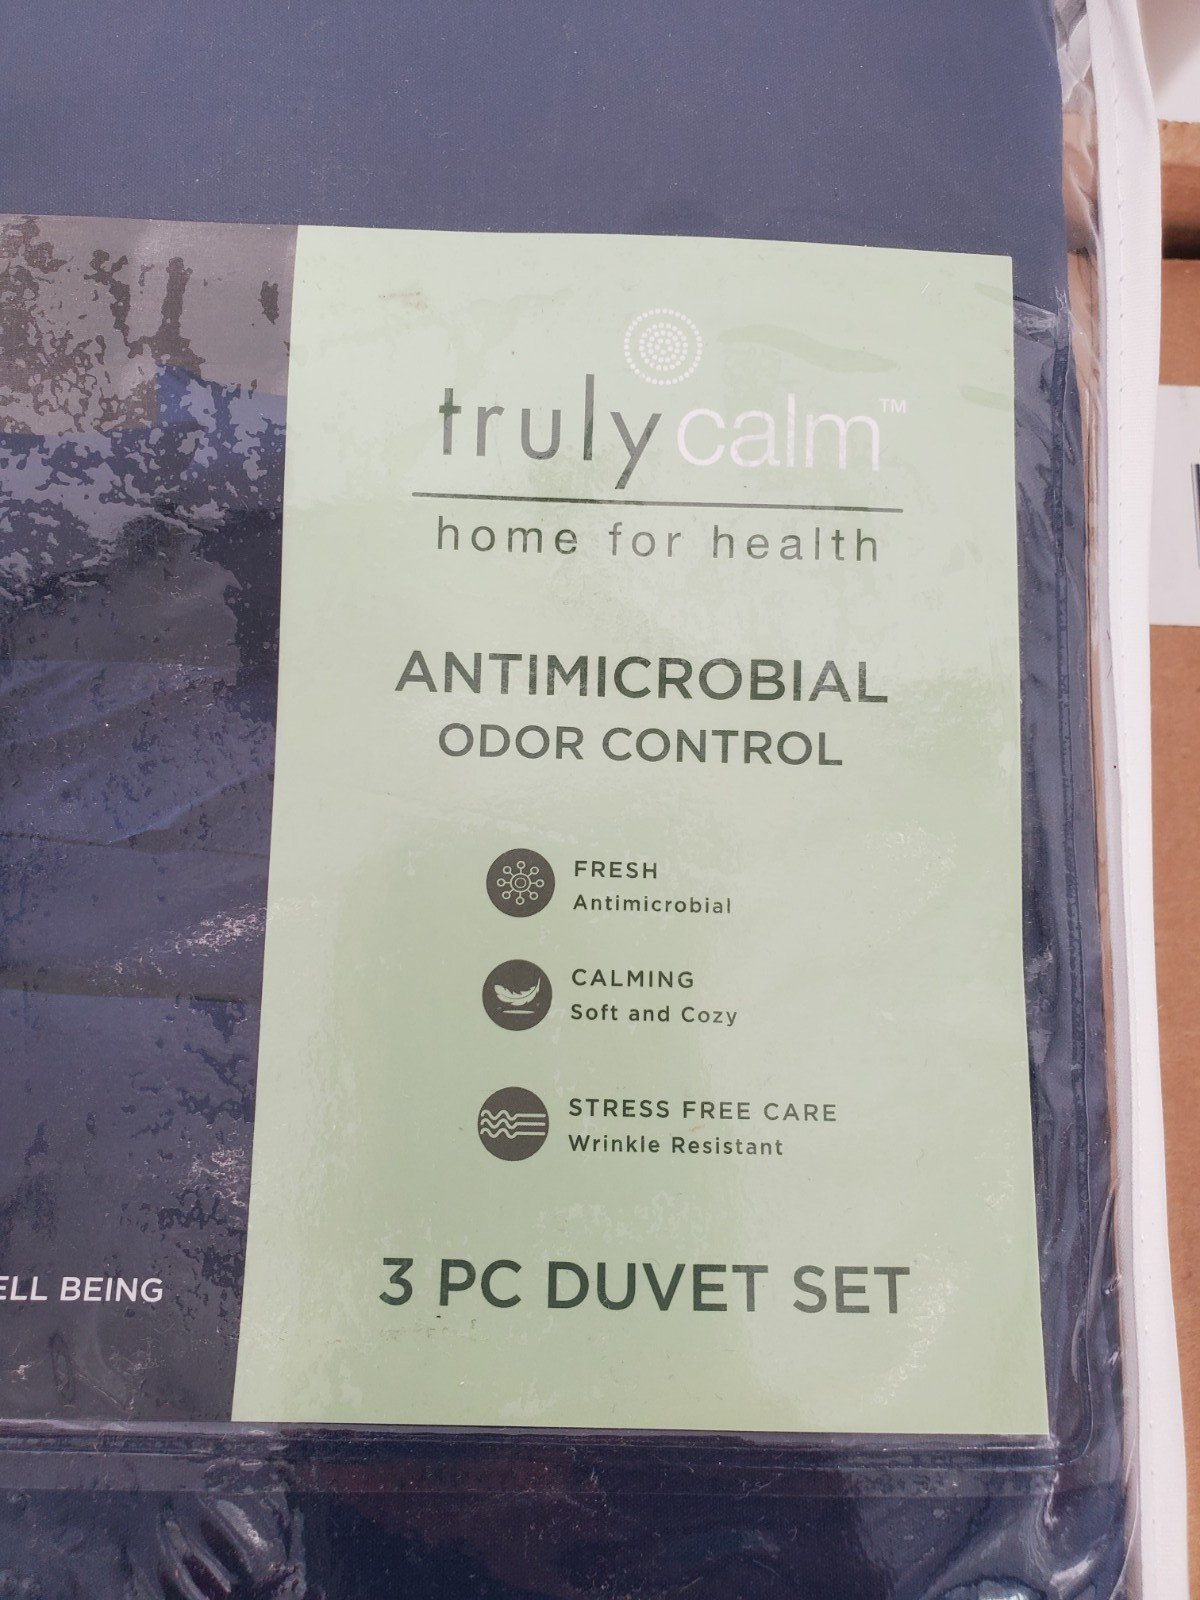 truly calm™
home for health
ANTIMICROBIAL
ODOR CONTROL
FRESH
Antimicrobial
CALMING
Soft and Cozy
STRESS FREE CARE
Wrinkle Resistant
3 PC DUVET SET
ELL BEING